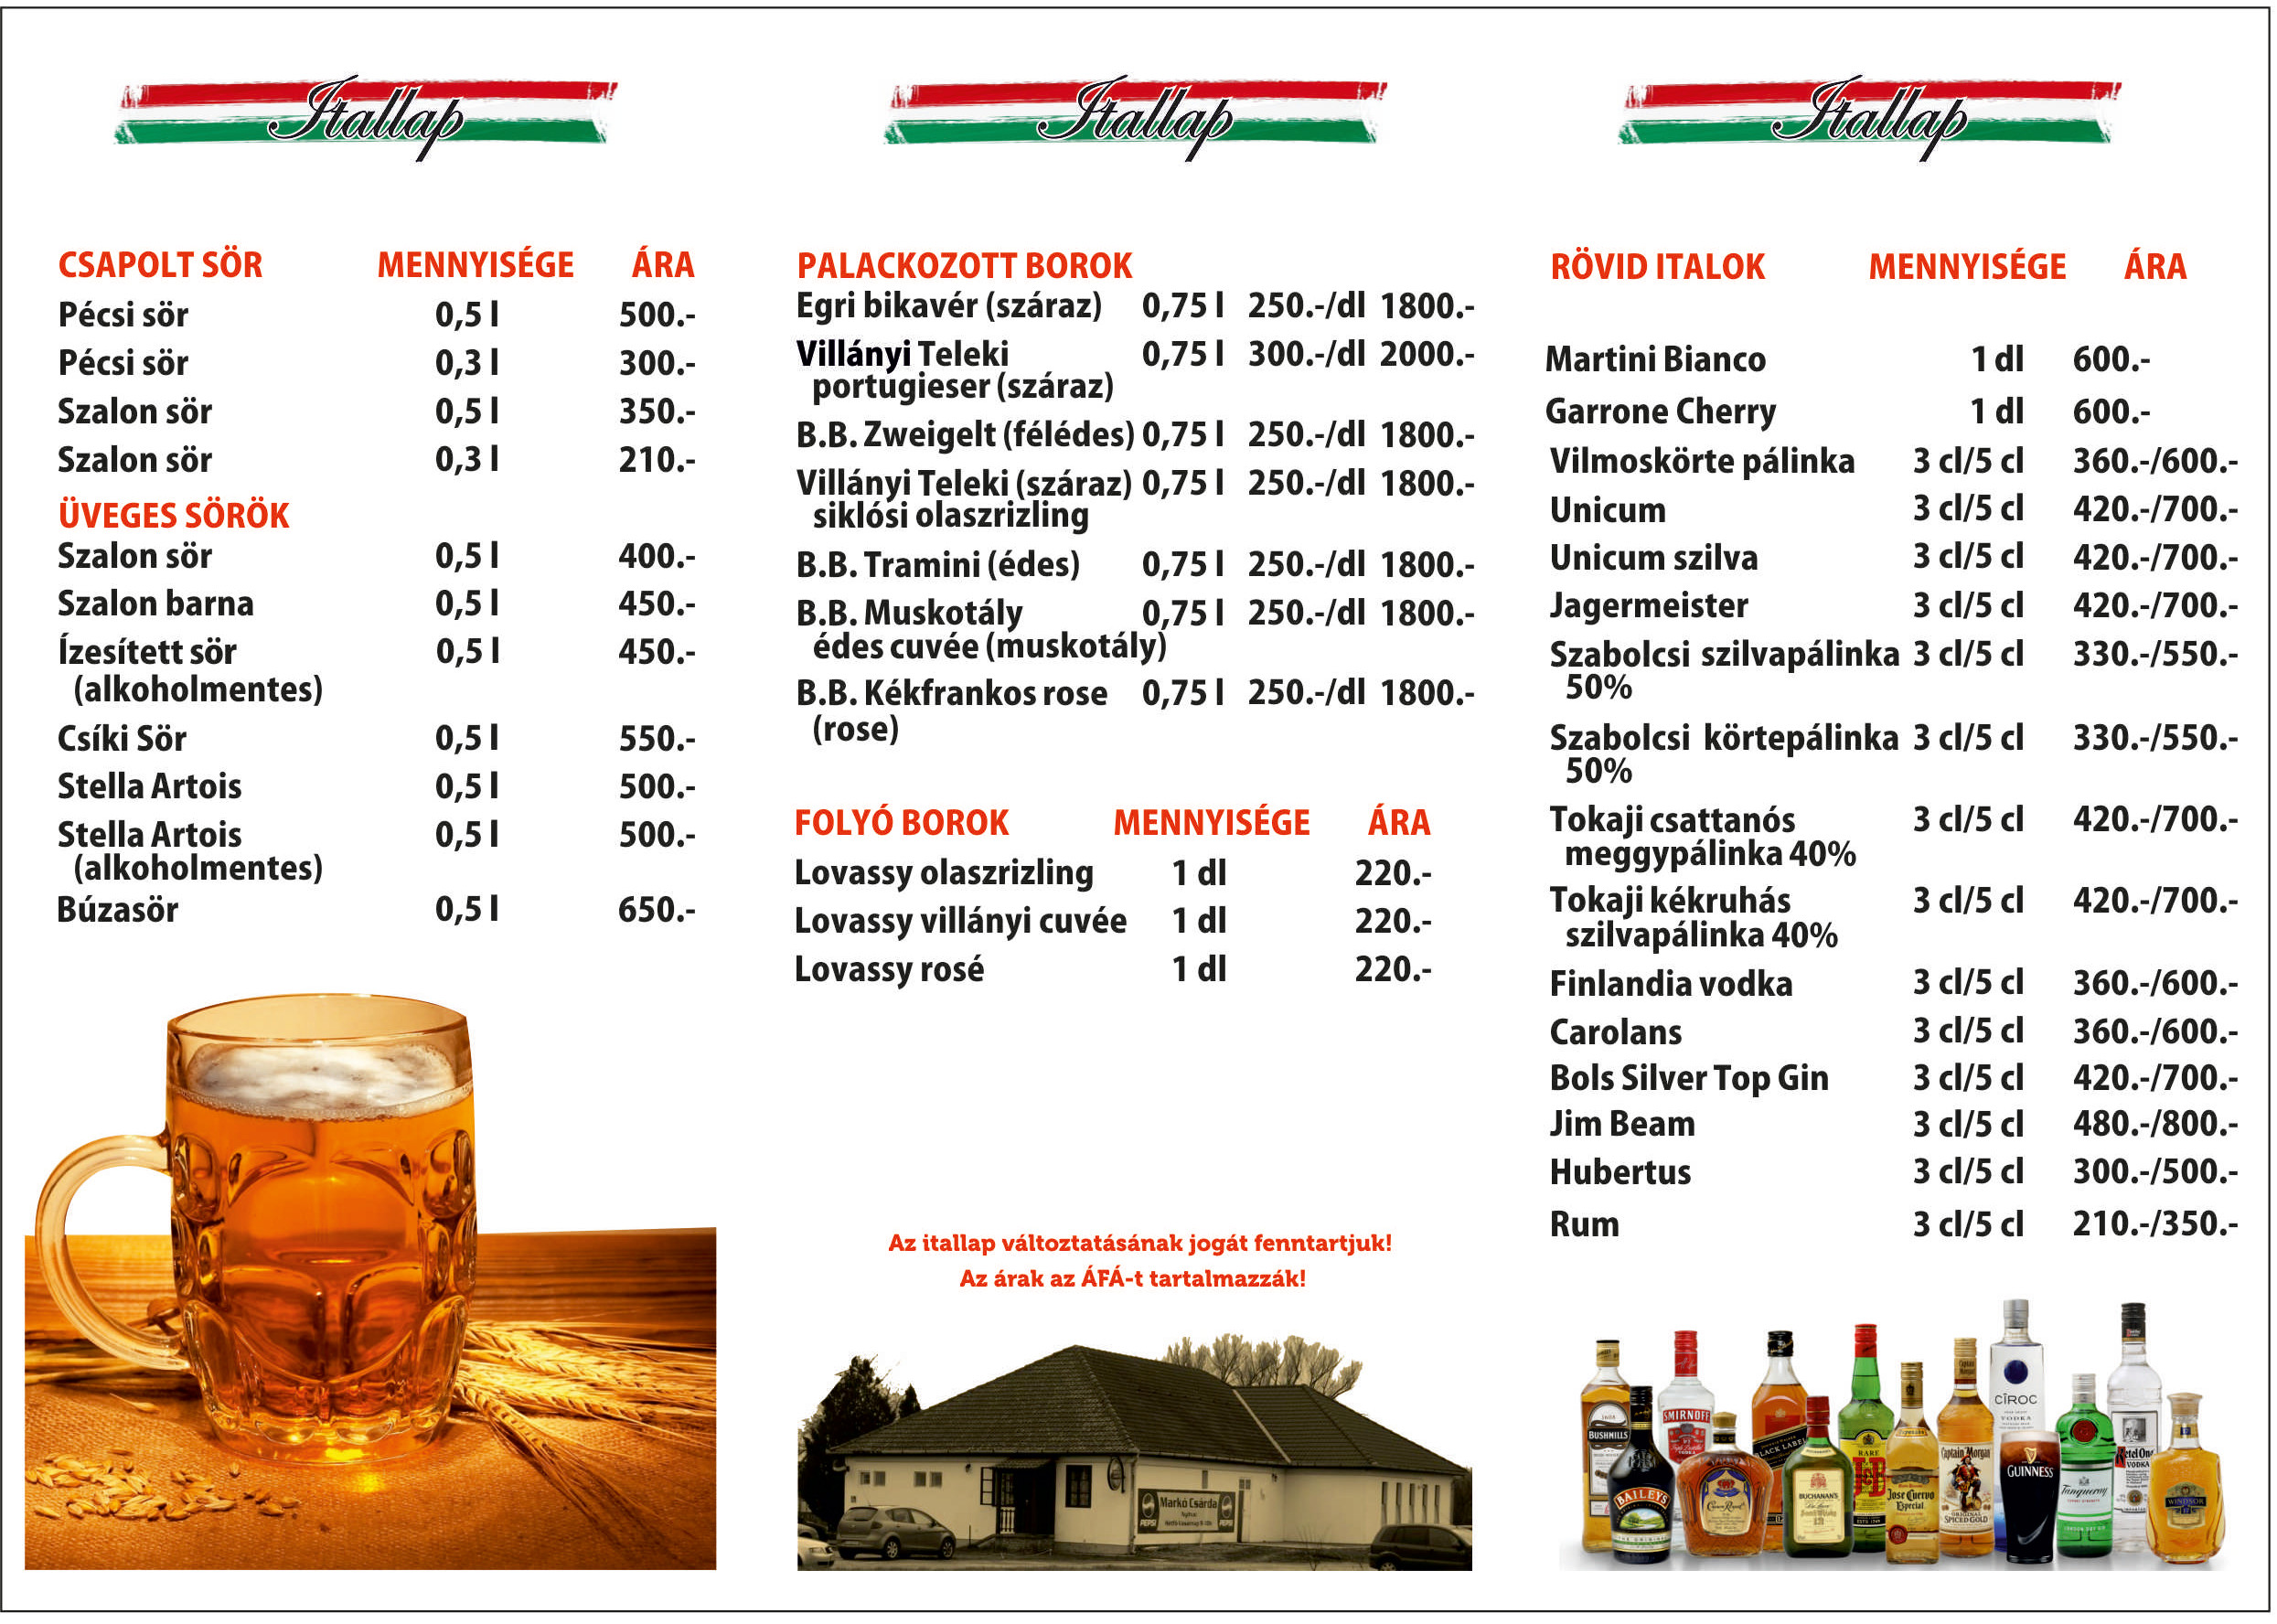 Itallap
CSAPOLT SÖR MENNYISÉGE ÁRA
Pécsi sör 0,5 l 500.-
Pécsi sör 0,3 l 300.-
Szalon sör 0,5 l 350.-
Szalon sör 0,3 l 210.-
ÜVEGES SÖRÖK
Szalon sör 0,5 l 400.-
Szalon barna 0,5 l 450.-
Ízesített sör 0,5 l 450.-
(alkoholmentes)
Csíki Sör 0,5 l 550.-
Stella Artois 0,5 l 500.-
Stella Artois 0,5 l 500.-
(alkoholmentes)
Búzasör 0,5 l 650.-
Itallap
PALACKOZOTT BOROK
Egri bikavér (száraz) 0,75 l 250.-/dl 1800.-
Villányi Teleki 0,75 l 300.-/dl 2000.-
portugieser (száraz)
B.B. Zweigelt (félédes) 0,75 l 250.-/dl 1800.-
Villányi Teleki (száraz) 0,75 l 250.-/dl 1800.-
siklósi olaszrizling
B.B. Tramini (édes) 0,75 l 250.-/dl 1800.-
B.B. Muskotály 0,75 l 250.-/dl 1800.-
édes cuvée (muskotály)
B.B. Kékfrankos rose 0,75 l 250.-/dl 1800.-
(rose)
FOLYÓ BOROK MENNYISÉGE ÁRA
Lovassy olaszrizling 1 dl 220.-
Lovassy villányi cuvée 1 dl 220.-
Lovassy rosé 1 dl 220.-
Az itallap változtatásának jogát fenntartjuk!
Az árak az ÁFÁ-t tartalmazzák!
Markó Csárda
PEPSI PEPSI
Itallap
RÖVID ITALOK MENNYISÉGE ÁRA
Martini Bianco 1 dl 600.-
Garrone Cherry 1 dl 600.-
Vilmoskörte pálinka 3 cl/5 cl 360.-/600.-
Unicum 3 cl/5 cl 420.-/700.-
Unicum szilva 3 cl/5 cl 420.-/700.-
Jagermeister 3 cl/5 cl 420.-/700.-
Szabolcsi szilvapálinka 3 cl/5 cl 330.-/550.-
50%
Szabolcsi körtepálinka 3 cl/5 cl 330.-/550.-
50%
Tokaji csattanós 3 cl/5 cl 420.-/700.-
meggypálinka 40%
Tokaji kékruhás 3 cl/5 cl 420.-/700.-
szilvapálinka 40%
Finlandia vodka 3 cl/5 cl 360.-/600.-
Carolans 3 cl/5 cl 360.-/600.-
Bols Silver Top Gin 3 cl/5 cl 420.-/700.-
Jim Beam 3 cl/5 cl 480.-/800.-
Hubertus 3 cl/5 cl 300.-/500.-
Rum 3 cl/5 cl 210.-/350.-
BUSHMILLS
BAILEYS
SMIRNOFF
Crown Royal
BLACK LABEL
BUCHANAN'S
RARE
J&B
Jose Cuervo
Especial
Captain Morgan
ORIGINAL
SPICED GOLD
CÎROC
VODKA
GUINNESS
Tanqueray
Ketel One
VODKA
WINDSOR